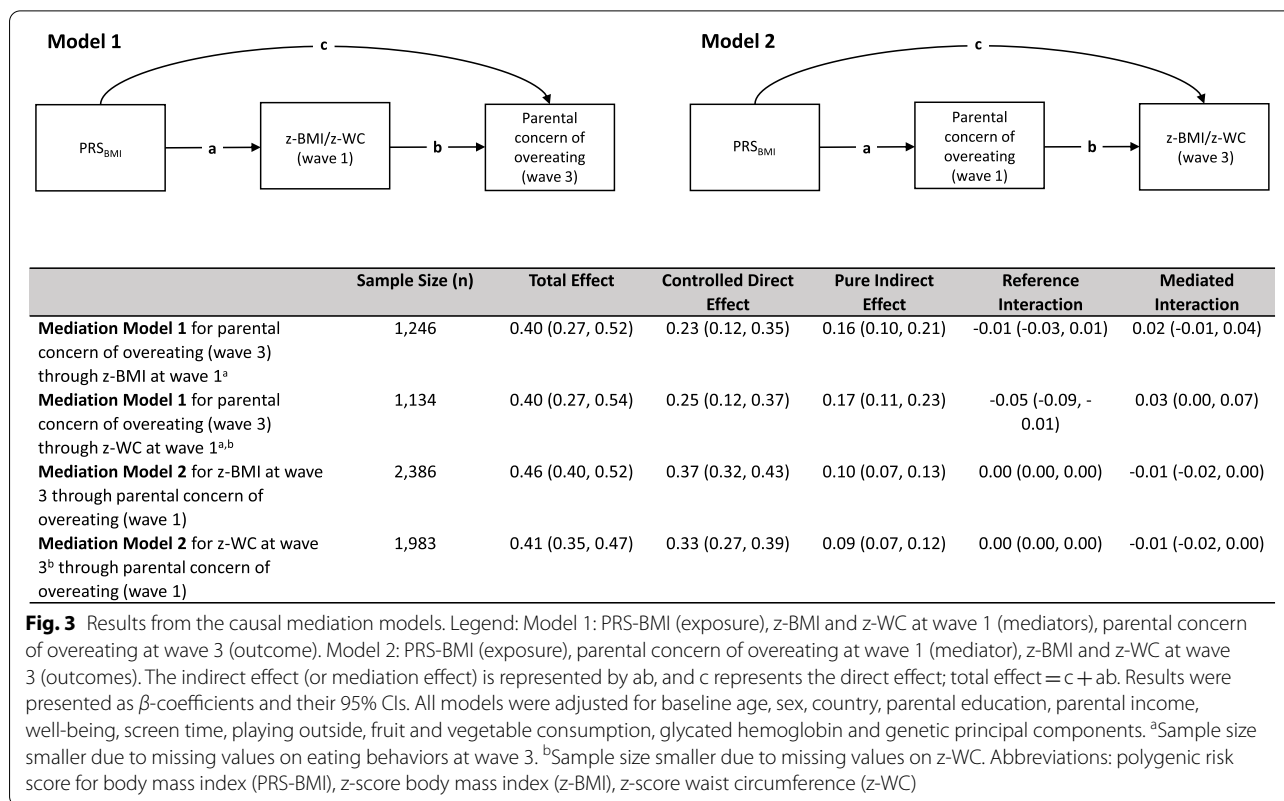 Model 1
c
PRSBMI
a
z-BMI/z-WC
(wave 1)
b
Parental
concern of
overeating
(wave 3)
Model 2
c
PRSBMI
a
Parental
concern of
overeating
(wave 1)
b
z-BMI/z-WC
(wave 3)
Sample Size (n) Total Effect Controlled Direct Effect Pure Indirect Effect Reference Interaction Mediated Interaction
Mediation Model 1 for parental 1,246 0.40 (0.27, 0.52) 0.23 (0.12, 0.35) 0.16 (0.10, 0.21) -0.01 (-0.03, 0.01) 0.02 (-0.01, 0.04)
concern of overeating (wave 3)
through z-BMI at wave 1a
Mediation Model 1 for parental 1,134 0.40 (0.27, 0.54) 0.25 (0.12, 0.37) 0.17 (0.11, 0.23) -0.05 (-0.09, - 0.03 (0.00, 0.07)
concern of overeating (wave 3) 0.01)
through z-WC at wave 1a,b
Mediation Model 2 for z-BMI at wave 2,386 0.46 (0.40, 0.52) 0.37 (0.32, 0.43) 0.10 (0.07, 0.13) 0.00 (0.00, 0.00) -0.01 (-0.02, 0.00)
3 through parental concern of
overeating (wave 1)
Mediation Model 2 for z-WC at wave 1,983 0.41 (0.35, 0.47) 0.33 (0.27, 0.39) 0.09 (0.07, 0.12) 0.00 (0.00, 0.00) -0.01 (-0.02, 0.00)
3b through parental concern of
overeating (wave 1)
Fig. 3 Results from the causal mediation models. Legend: Model 1: PRS-BMI (exposure), z-BMI and z-WC at wave 1 (mediators), parental concern
of overeating at wave 3 (outcome). Model 2: PRS-BMI (exposure), parental concern of overeating at wave 1 (mediator), z-BMI and z-WC at wave
3 (outcomes). The indirect effect (or mediation effect) is represented by ab, and c represents the direct effect; total effect = c + ab. Results were
presented as β-coefficients and their 95% CIs. All models were adjusted for baseline age, sex, country, parental education, parental income,
well-being, screen time, playing outside, fruit and vegetable consumption, glycated hemoglobin and genetic principal components. aSample size
smaller due to missing values on eating behaviors at wave 3. bSample size smaller due to missing values on z-WC. Abbreviations: polygenic risk
score for body mass index (PRS-BMI), z-score body mass index (z-BMI), z-score waist circumference (z-WC)